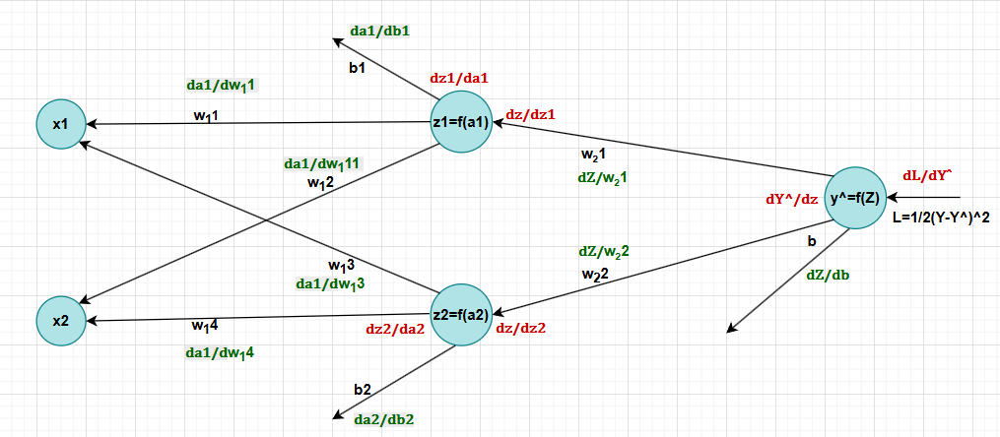 da1/db1
b1
dz1/da1
da1/dw₁1
w₁1
x1
z1=f(a1)
dz/dz1
da1/dw₁11
w₁2
w₂1
dZ/w₂1
dL/dY^
dY^/dz
y^=f(Z)
L=1/2(Y-Y^)^2
b
dZ/w₂2
w₂2
dZ/db
w₁3
da1/dw₁3
x2
w₁4
z2=f(a2)
dz2/da2
dz/dz2
da1/dw₁4
b2
da2/db2